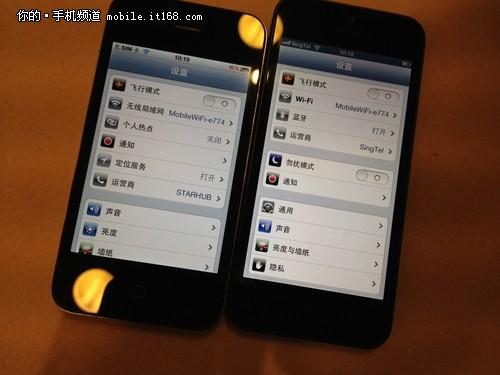 你的·手机频道 mobile.it168.com
无 SIM
10:19
设置
飞行模式
无线局域网 MobileWiFi-e774
个人热点 关闭
通知
定位服务 打开
运营商 STARHUB
声音
亮度
墙纸
SingTel
10:19
设置
飞行模式
Wi-Fi MobileWiFi-e774
蓝牙 打开
运营商 SingTel
勿扰模式
通知
通用
声音
亮度与墙纸
隐私